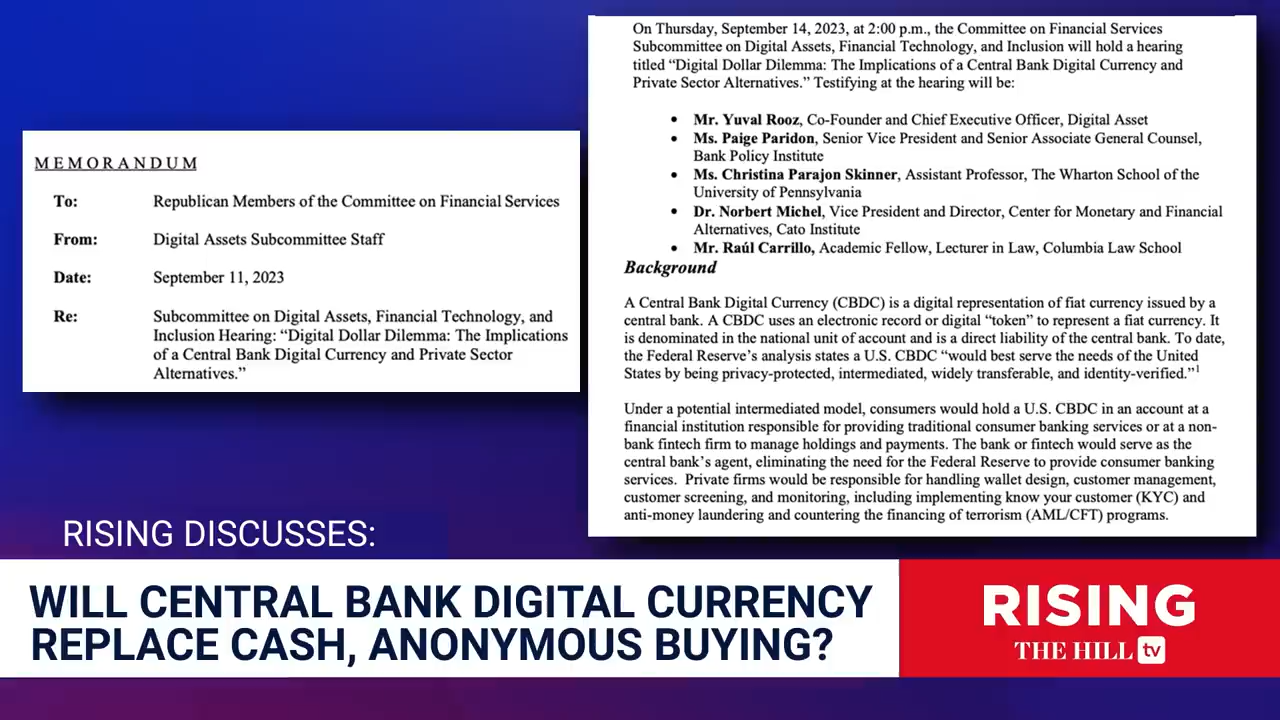 MEMORANDUM
To: Republican Members of the Committee on Financial Services
From: Digital Assets Subcommittee Staff
Date: September 11, 2023
Re: Subcommittee on Digital Assets, Financial Technology, and
Inclusion Hearing: “Digital Dollar Dilemma: The Implications
of a Central Bank Digital Currency and Private Sector
Alternatives.”
On Thursday, September 14, 2023, at 2:00 p.m., the Committee on Financial Services
Subcommittee on Digital Assets, Financial Technology, and Inclusion will hold a hearing
titled “Digital Dollar Dilemma: The Implications of a Central Bank Digital Currency and
Private Sector Alternatives.” Testifying at the hearing will be:
• Mr. Yuval Rooz, Co-Founder and Chief Executive Officer, Digital Asset
• Ms. Paige Paridon, Senior Vice President and Senior Associate General Counsel,
Bank Policy Institute
• Ms. Christina Parajon Skinner, Assistant Professor, The Wharton School of the
University of Pennsylvania
• Dr. Norbert Michel, Vice President and Director, Center for Monetary and Financial
Alternatives, Cato Institute
• Mr. Raúl Carrillo, Academic Fellow, Lecturer in Law, Columbia Law School
Background
A Central Bank Digital Currency (CBDC) is a digital representation of fiat currency issued by a
central bank. A CBDC uses an electronic record or digital “token” to represent a fiat currency. It
is denominated in the national unit of account and is a direct liability of the central bank. To date,
the Federal Reserve’s analysis states a U.S. CBDC “would best serve the needs of the United
States by being privacy-protected, intermediated, widely transferable, and identity-verified.”1
Under a potential intermediated model, consumers would hold a U.S. CBDC in an account at a
financial institution responsible for providing traditional consumer banking services or at a non-
bank fintech firm to manage holdings and payments. The bank or fintech would serve as the
central bank’s agent, eliminating the need for the Federal Reserve to provide consumer banking
services. Private firms would be responsible for handling wallet design, customer management,
customer screening, and monitoring, including implementing know your customer (KYC) and
anti-money laundering and countering the financing of terrorism (AML/CFT) programs.
RISING DISCUSSES:
WILL CENTRAL BANK DIGITAL CURRENCY
REPLACE CASH, ANONYMOUS BUYING?
RISING
THE HILL tv